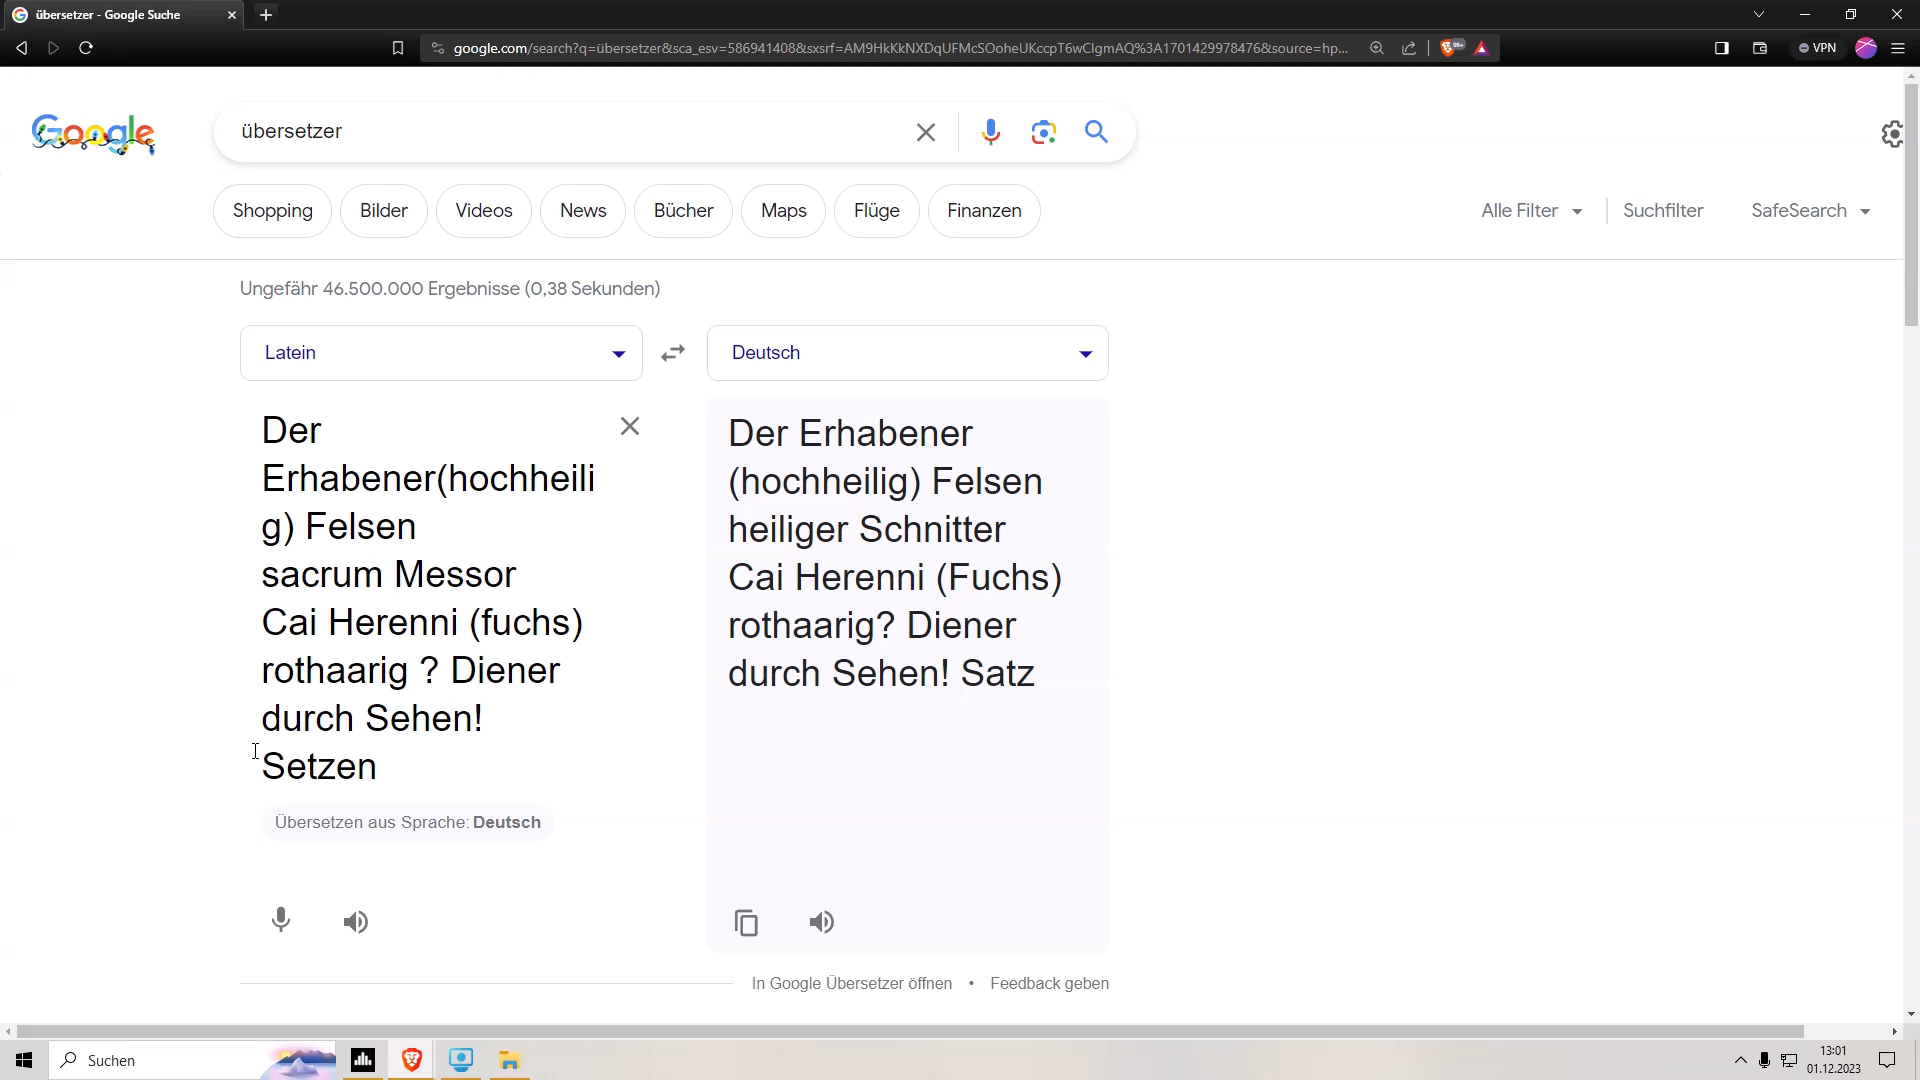 übersetzer - Google Suche
google.com/search?q=übersetzer&sca_esv=586941408&sxsrf=AM9HkKkNXDqUFMcSOoheUKccpT6wCIgmAQ%3A1701429978476&source=hp...
99+
VPN
Google
übersetzer
Shopping
Bilder
Videos
News
Bücher
Maps
Flüge
Finanzen
Alle Filter
Suchfilter
SafeSearch
Ungefähr 46.500.000 Ergebnisse (0,38 Sekunden)
Latein
Deutsch
Der
Erhabener(hochheili
g) Felsen
sacrum Messor
Cai Herenni (fuchs)
rothaarig ? Diener
durch Sehen!
Setzen
Übersetzen aus Sprache: Deutsch
Der Erhabener
(hochheilig) Felsen
heiliger Schnitter
Cai Herenni (Fuchs)
rothaarig? Diener
durch Sehen! Satz
In Google Übersetzer öffnen • Feedback geben
Suchen
13:01
01.12.2023